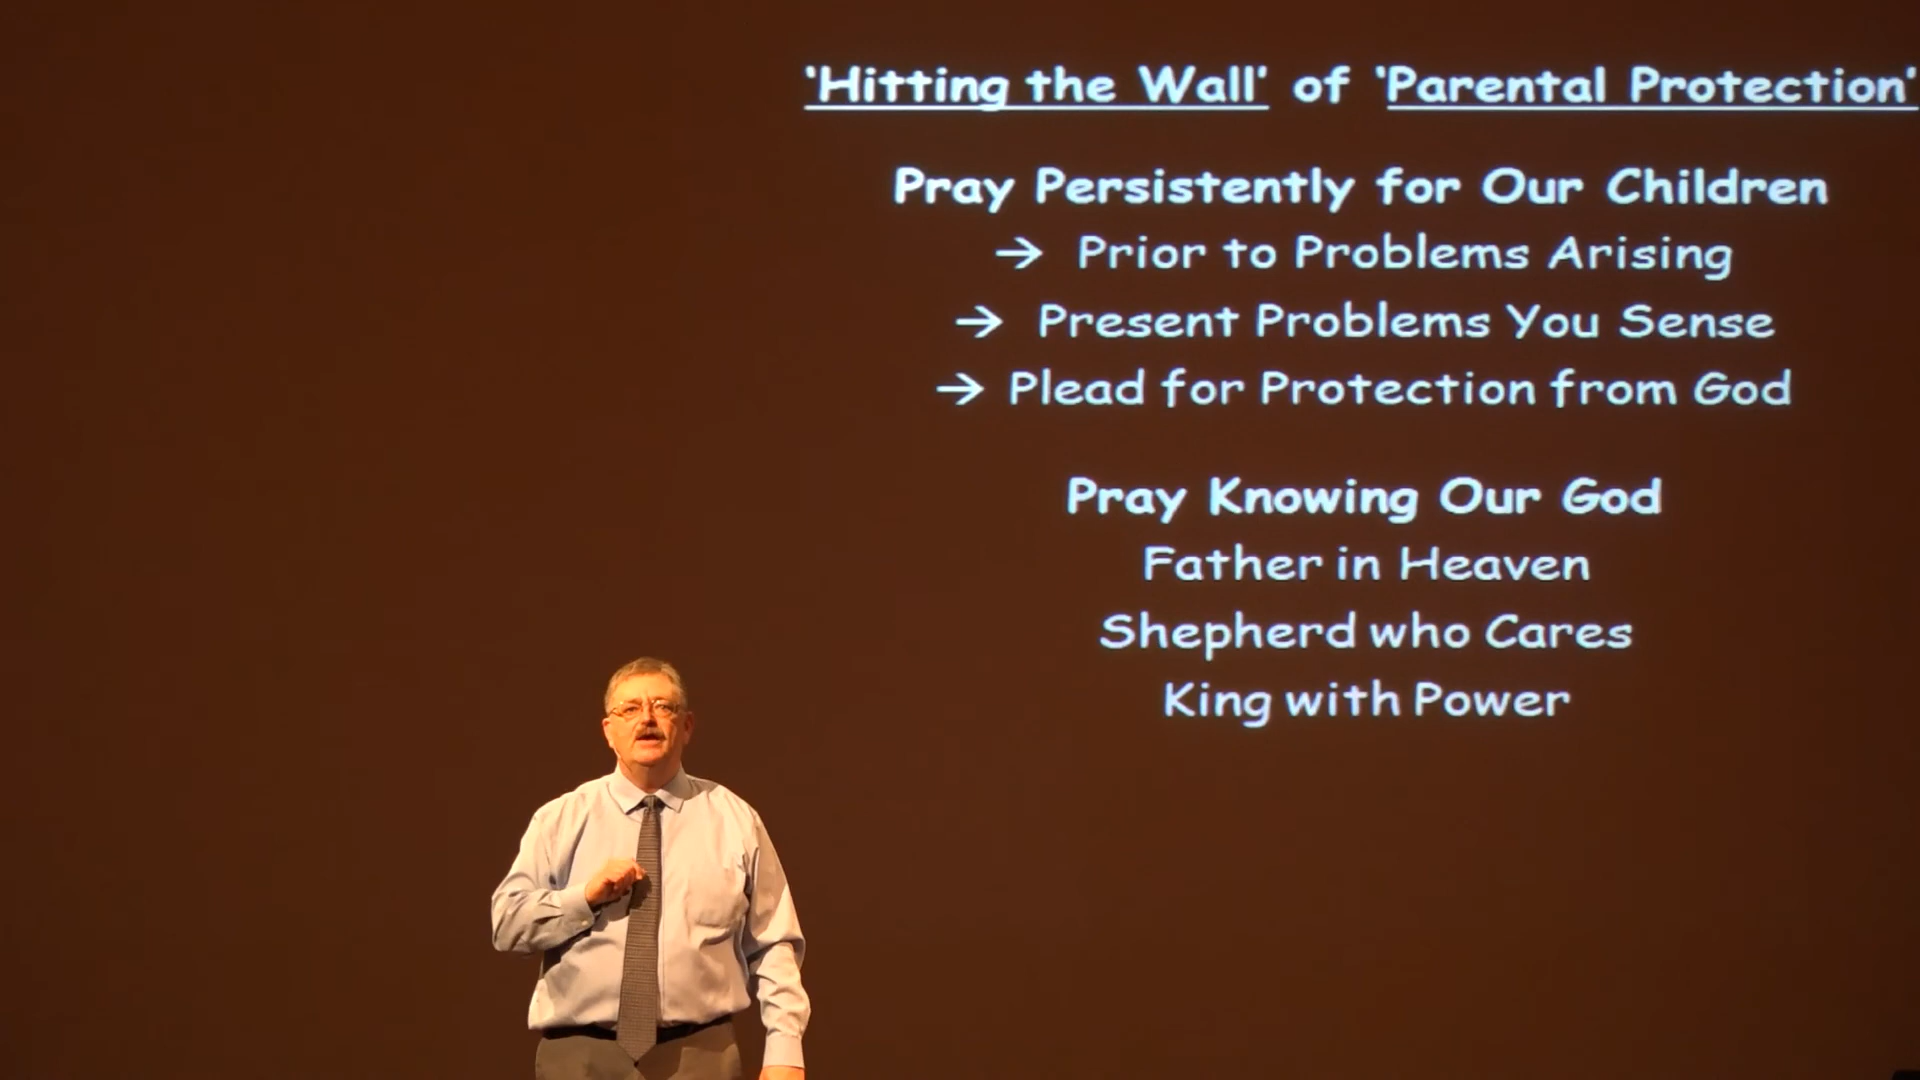 ‘Hitting the Wall’ of ‘Parental Protection’
Pray Persistently for Our Children
→ Prior to Problems Arising
→ Present Problems You Sense
→ Plead for Protection from God
Pray Knowing Our God
Father in Heaven
Shepherd who Cares
King with Power